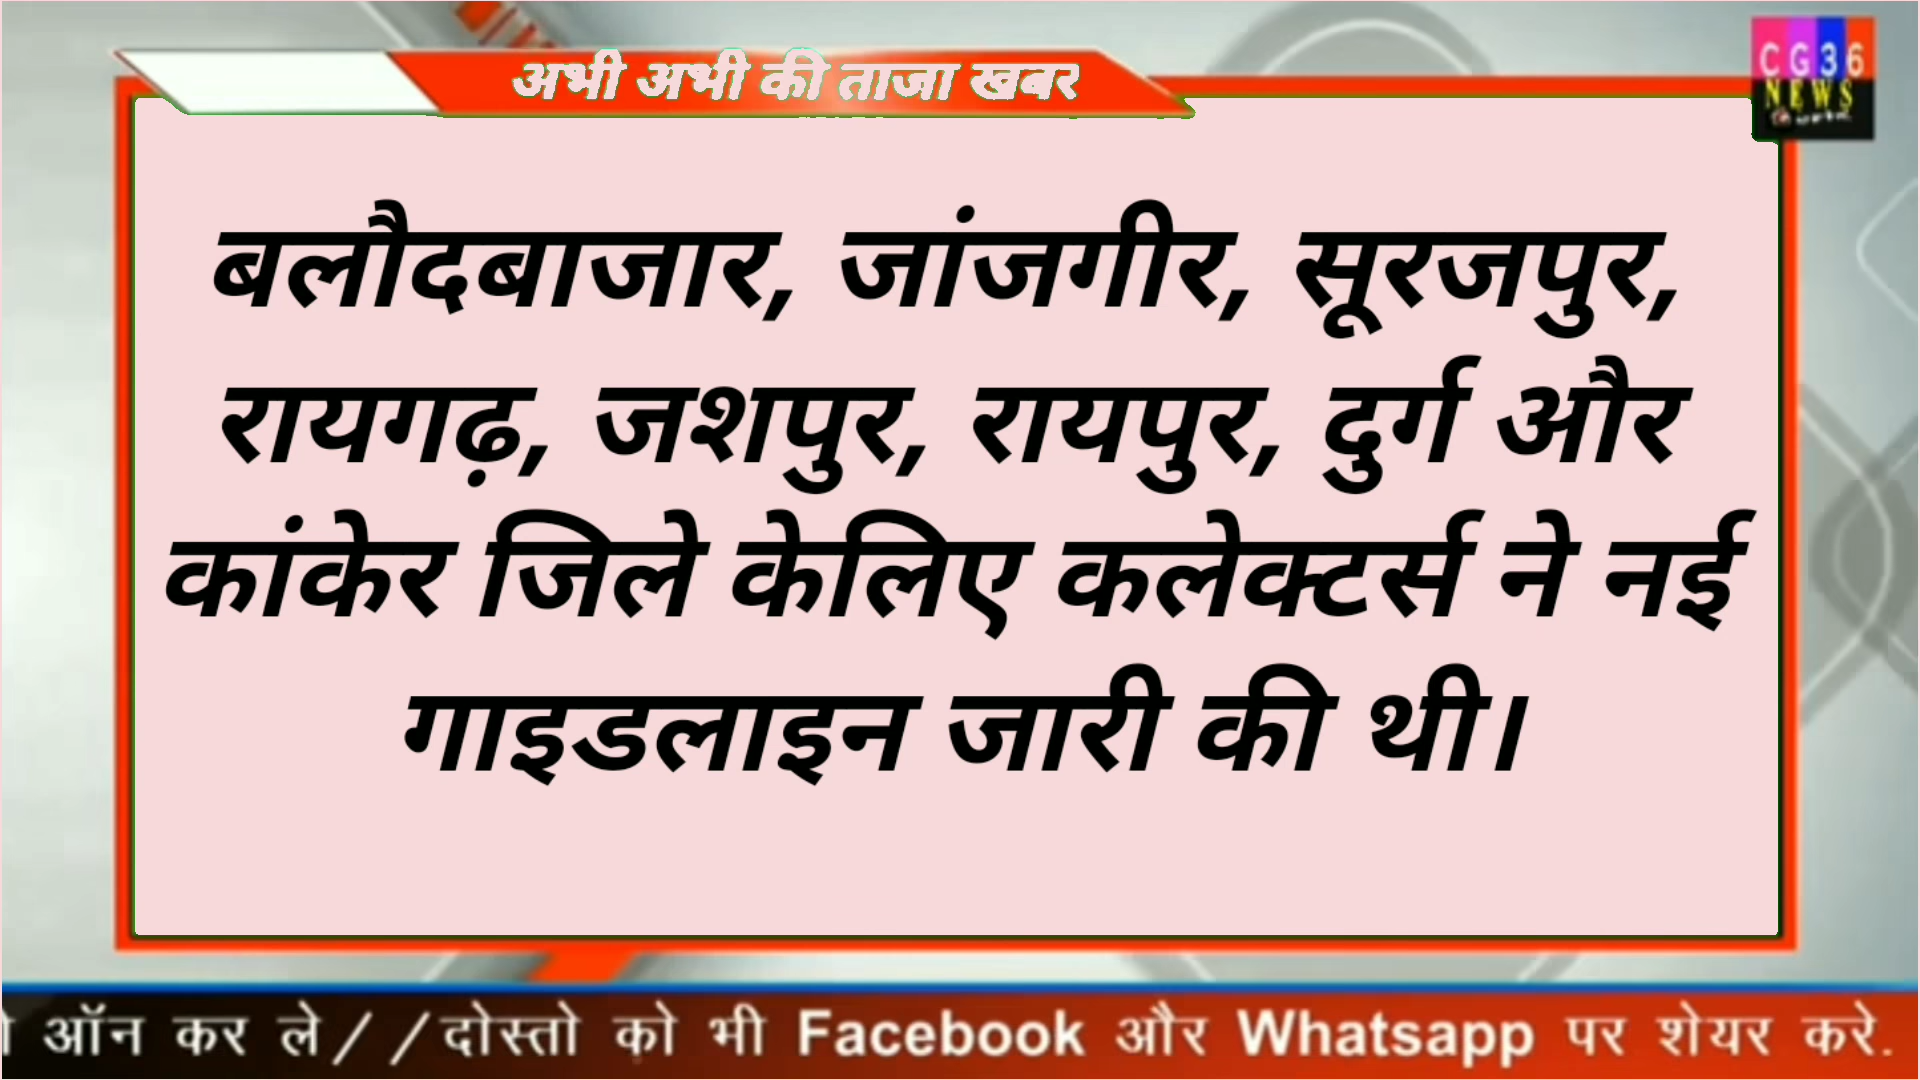 अभी अभी की ताजा खबर
CG36
NEWS
बलौदबाजार, जांजगीर, सूरजपुर,
रायगढ़, जशपुर, रायपुर, दुर्ग और
कांकेर जिले केलिए कलेक्टर्स ने नई
गाइडलाइन जारी की थी।
ऑन कर ले//दोस्तो को भी Facebook और Whatsapp पर शेयर करे.